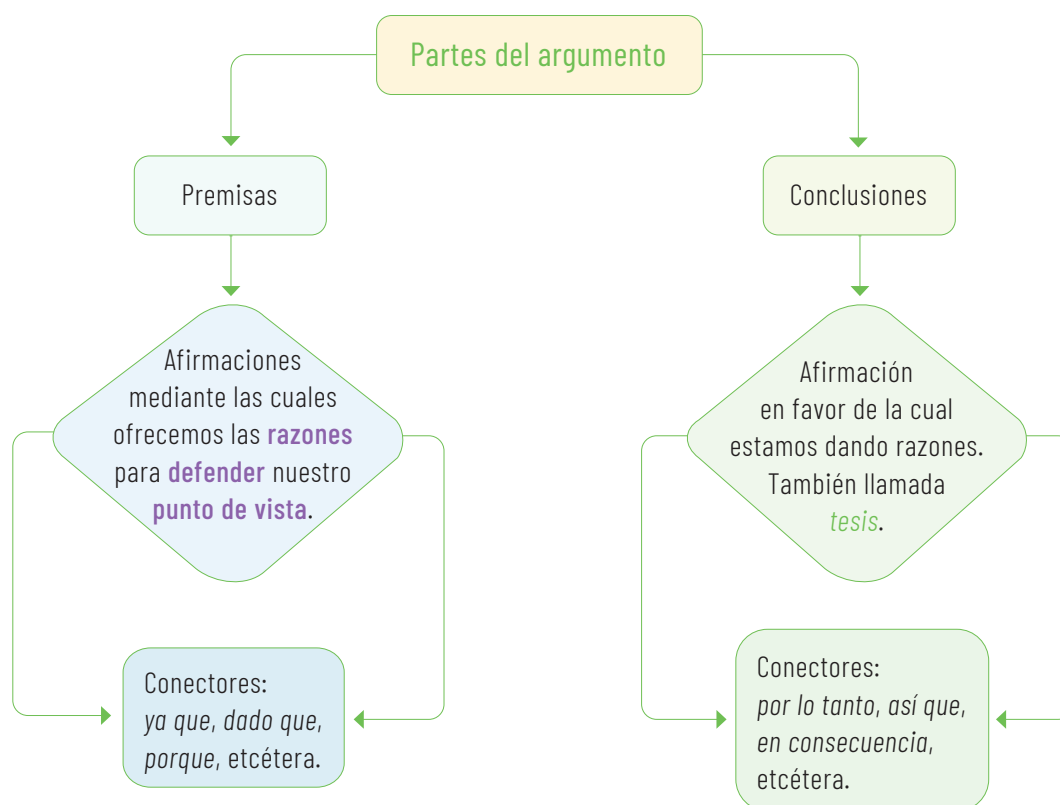 Partes del argumento
Premisas
Afirmaciones
mediante las cuales
ofrecemos las razones
para defender nuestro
punto de vista.
Conectores:
ya que, dado que,
porque, etcétera.
Conclusiones
Afirmación
en favor de la cual
estamos dando razones.
También llamada
tesis.
Conectores:
por lo tanto, así que,
en consecuencia,
etcétera.